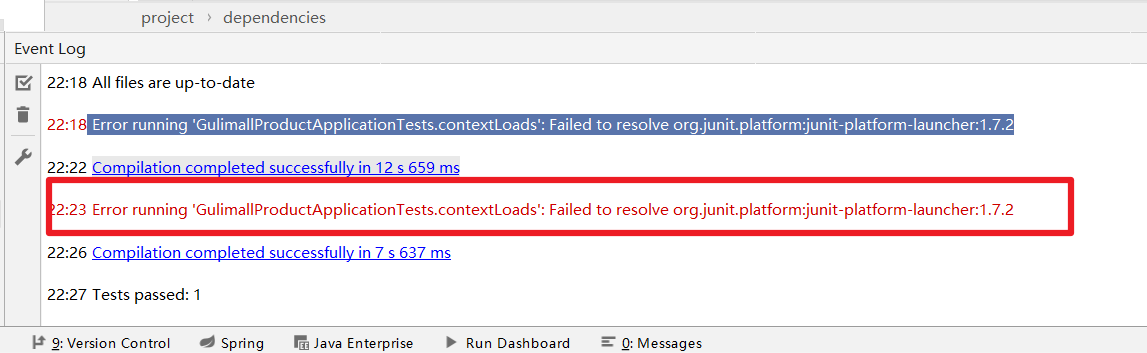 project › dependencies
Event Log
22:18 All files are up-to-date
22:18 Error running 'GulimallProductApplicationTests.contextLoads': Failed to resolve org.junit.platform:junit-platform-launcher:1.7.2
22:22 Compilation completed successfully in 12 s 659 ms
22:23 Error running 'GulimallProductApplicationTests.contextLoads': Failed to resolve org.junit.platform:junit-platform-launcher:1.7.2
22:26 Compilation completed successfully in 7 s 637 ms
22:27 Tests passed: 1
9: Version Control Spring Java Enterprise Run Dashboard 0: Messages